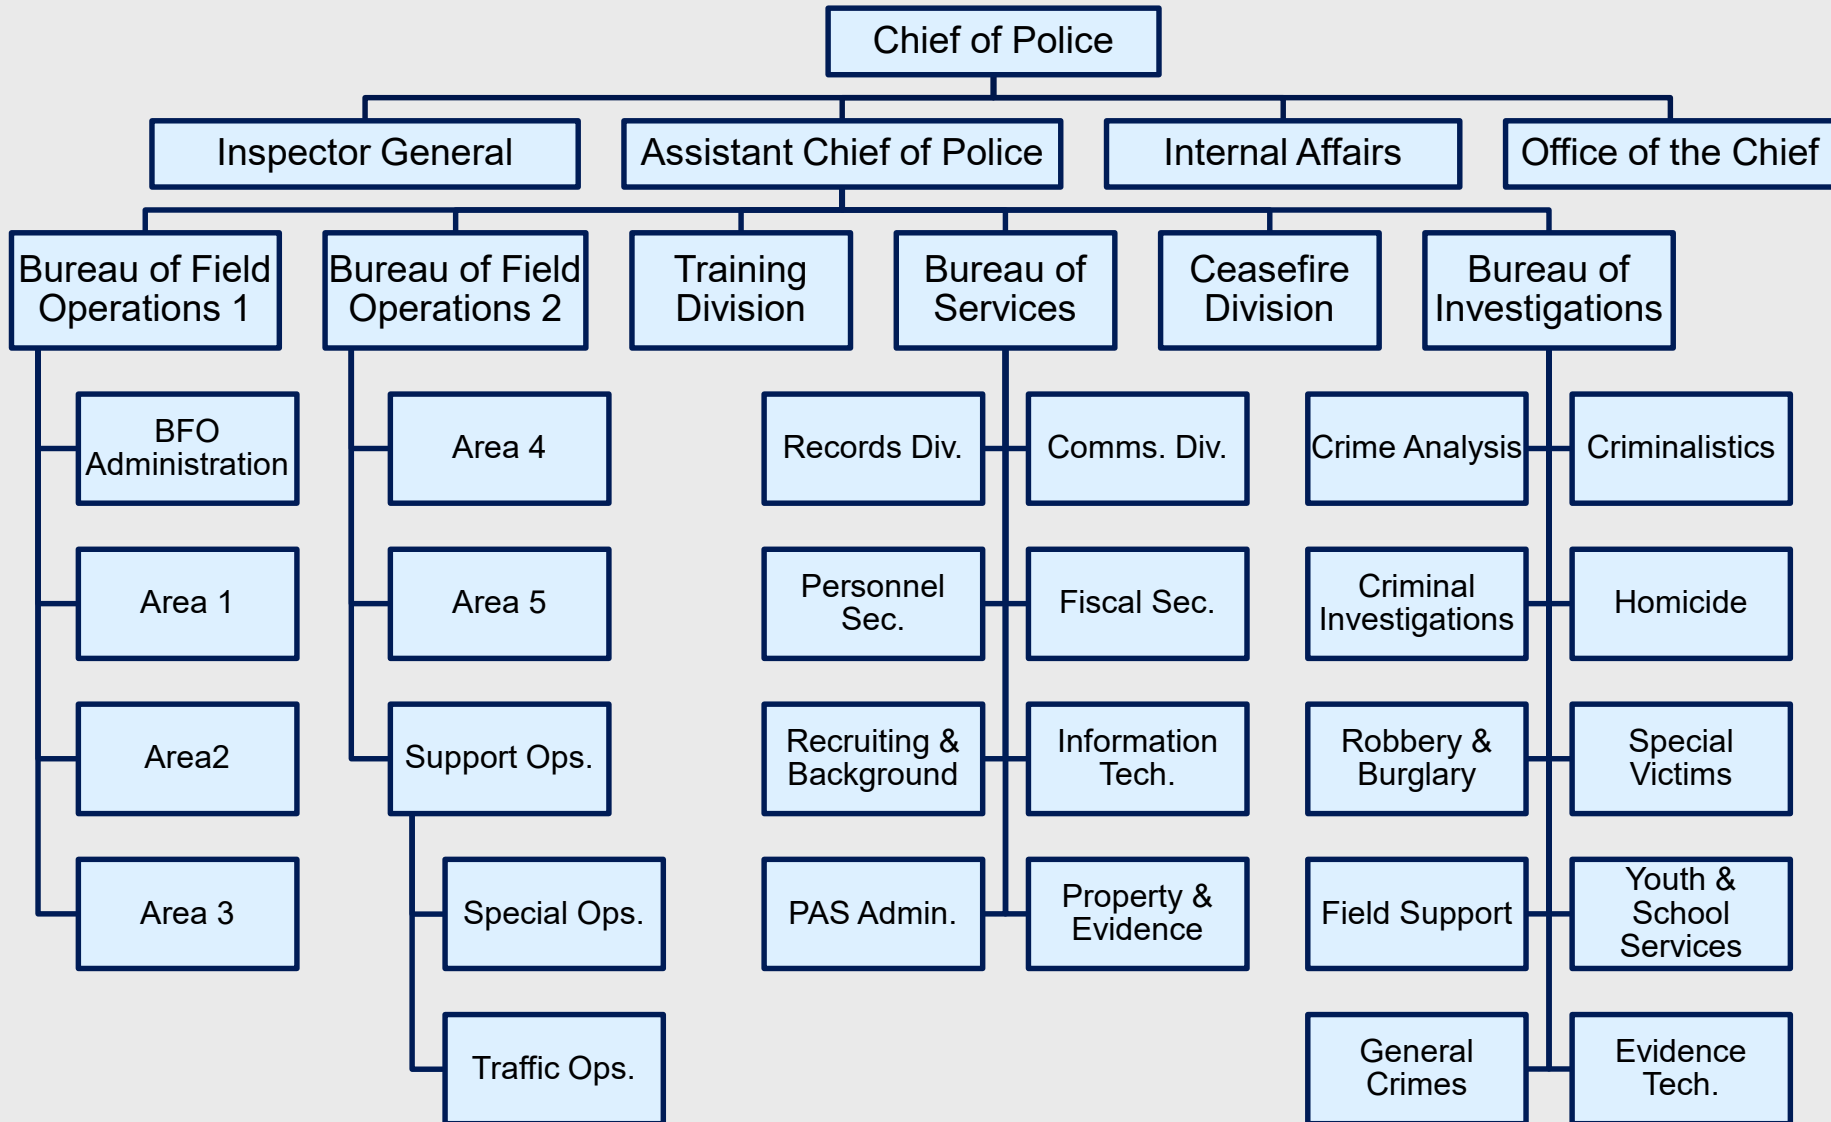 Chief of Police
Inspector General
Assistant Chief of Police
Internal Affairs
Office of the Chief
Bureau of Field
Operations 1
Bureau of Field
Operations 2
Training
Division
Bureau of
Services
Ceasefire
Division
Bureau of
Investigations
BFO
Administration
Area 1
Area2
Area 3
Area 4
Area 5
Support Ops.
Special Ops.
Traffic Ops.
Records Div.
Comms. Div.
Personnel
Sec.
Fiscal Sec.
Recruiting &
Background
Information
Tech.
PAS Admin.
Property &
Evidence
Crime Analysis
Criminalistics
Criminal
Investigations
Homicide
Robbery &
Burglary
Special
Victims
Field Support
Youth &
School
Services
General
Crimes
Evidence
Tech.